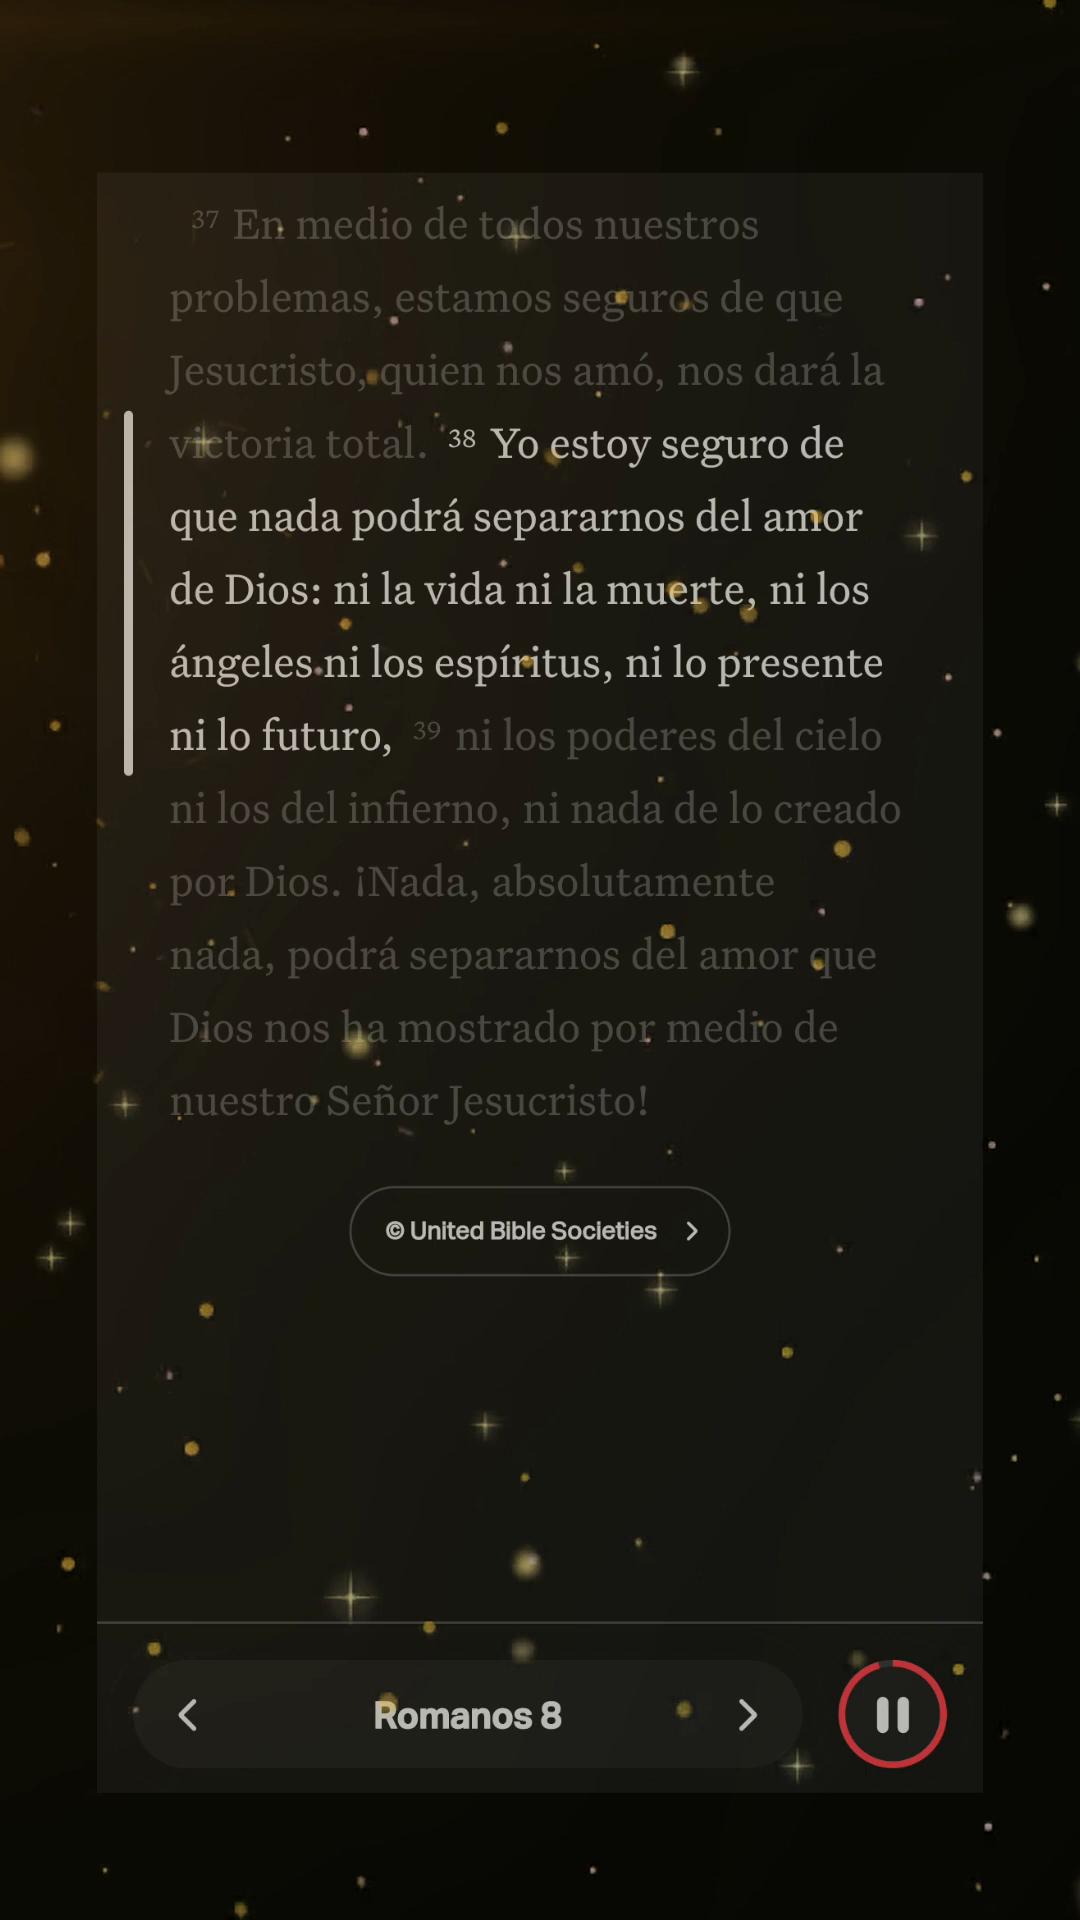 37 En medio de todos nuestros
problemas, estamos seguros de que
Jesucristo, quien nos amó, nos dará la
victoria total. 38 Yo estoy seguro de
que nada podrá separarnos del amor
de Dios: ni la vida ni la muerte, ni los
ángeles ni los espíritus, ni lo presente
ni lo futuro, 39 ni los poderes del cielo
ni los del infierno, ni nada de lo creado
por Dios. ¡Nada, absolutamente
nada, podrá separarnos del amor que
Dios nos ha mostrado por medio de
nuestro Señor Jesucristo!
© United Bible Societies
Romanos 8